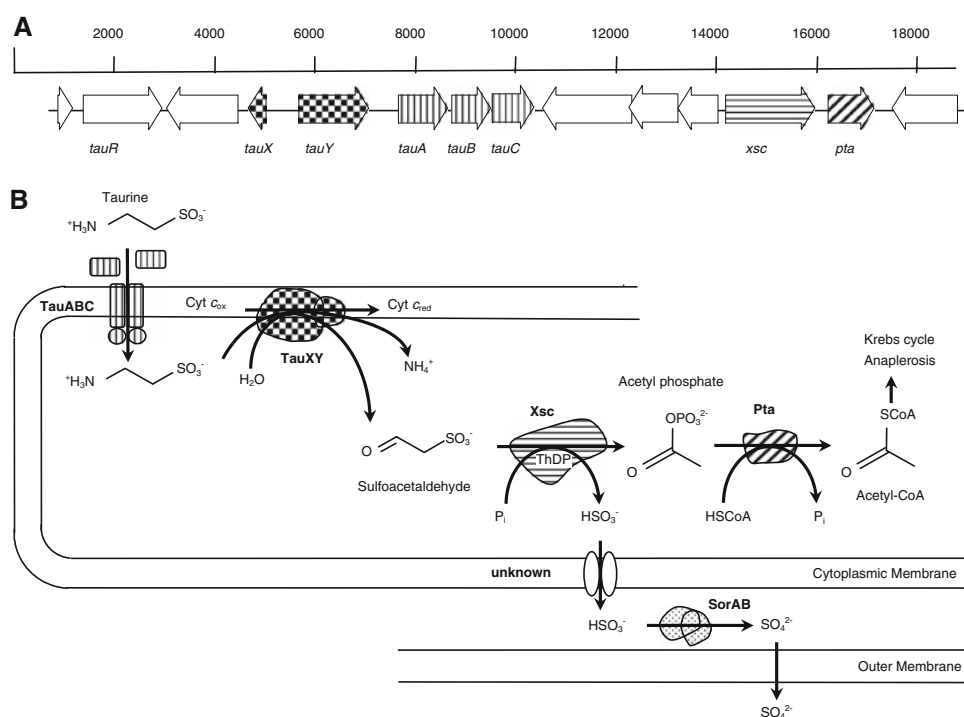 A
2000 4000 6000 8000 10000 12000 14000 16000 18000
tauR tauX tauY tauA tauB tauC xsc pta
B
Taurine
⁺H₃N SO₃⁻
TauABC
Cyt cox Cyt cred
TauXY
⁺H₃N SO₃⁻
H₂O
NH₄⁺
Krebs cycle
Anaplerosis
Acetyl phosphate
SCoA
Xsc
OPO₃²⁻
Pta
O SO₃⁻
ThDP
O
O
Sulfoacetaldehyde
Acetyl-CoA
Pᵢ HSO₃⁻ HSCoA Pᵢ
unknown
Cytoplasmic Membrane
SorAB
HSO₃⁻ SO₄²⁻
Outer Membrane
SO₄²⁻